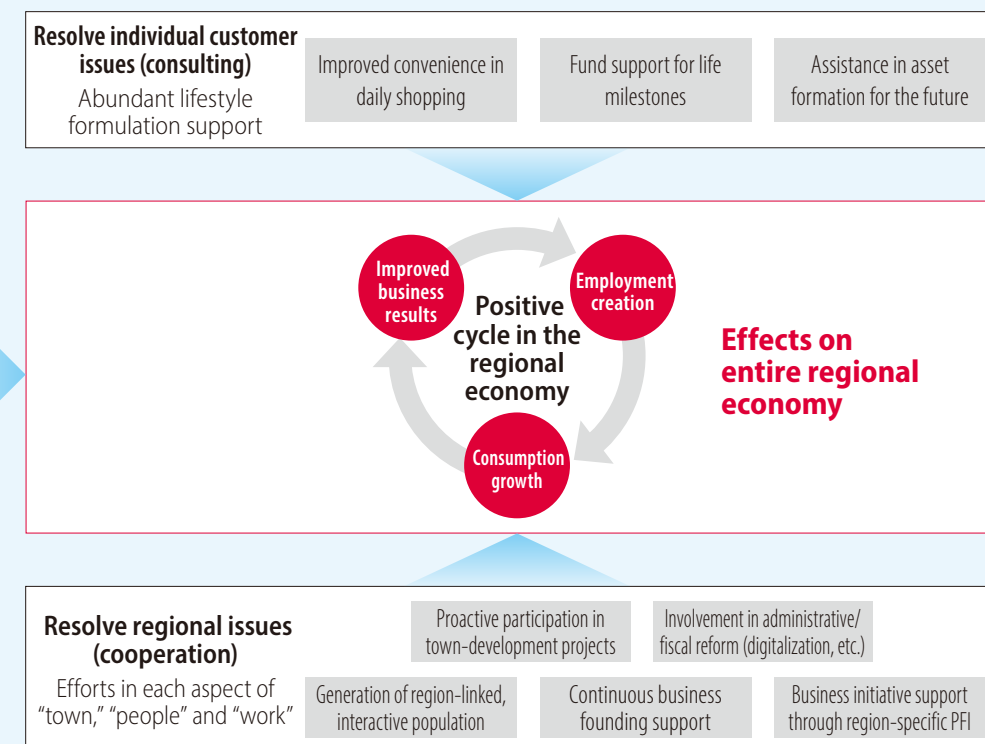 Resolve individual customer
issues (consulting)
Abundant lifestyle
formulation support
Improved convenience in
daily shopping
Fund support for life
milestones
Assistance in asset
formation for the future
Improved
business
results
Employment
creation
Positive
cycle in the
regional
economy
Consumption
growth
Effects on
entire regional
economy
Resolve regional issues
(cooperation)
Efforts in each aspect of
“town,” “people” and “work”
Proactive participation in
town-development projects
Involvement in administrative/
fiscal reform (digitalization, etc.)
Generation of region-linked,
interactive population
Continuous business
founding support
Business initiative support
through region-specific PFI